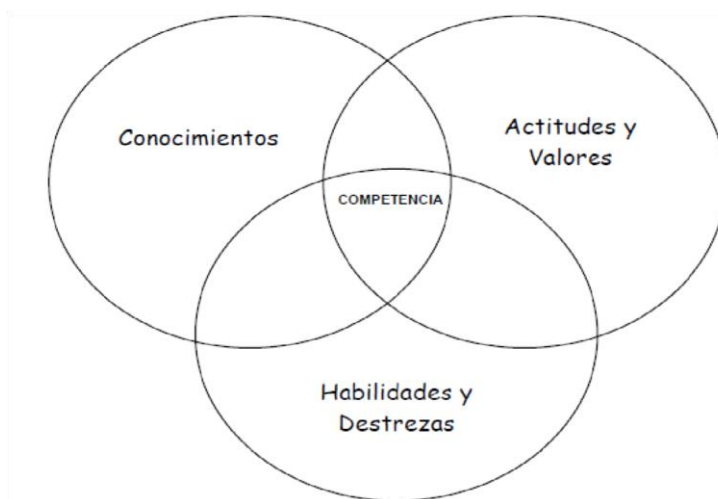 Conocimientos
Actitudes y
Valores
COMPETENCIA
Habilidades y
Destrezas